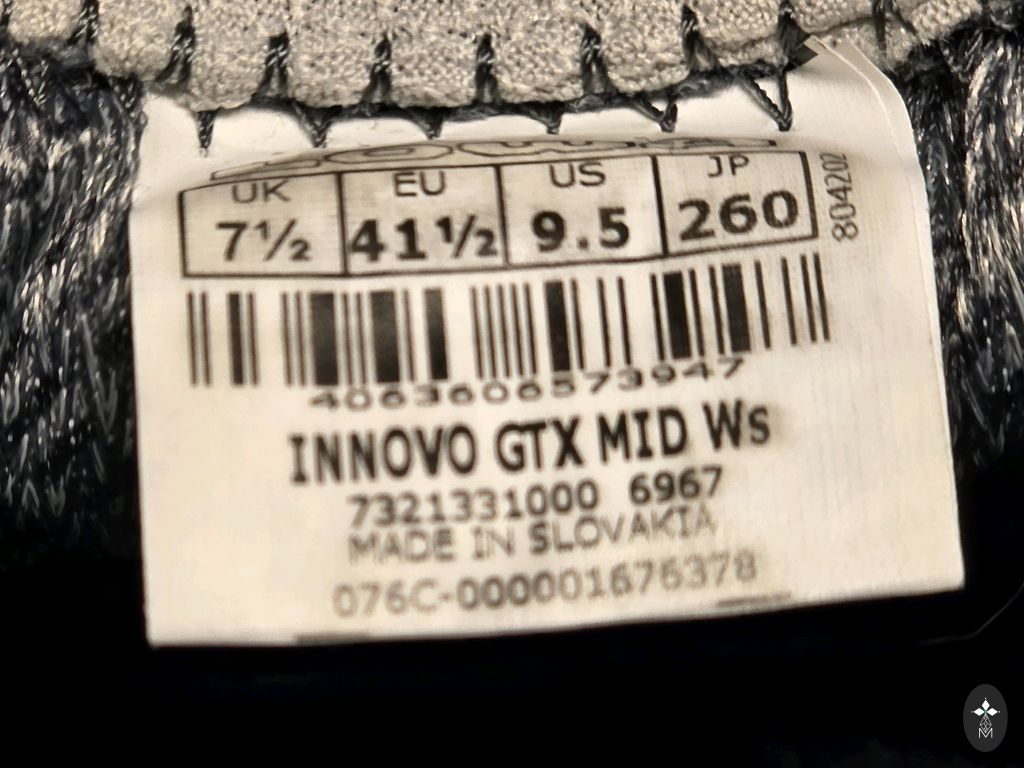 UK EU US JP
7½ 41½ 9.5 260
804202
4063606573947
INNOVO GTX MID Ws
7321331000 6967
MADE IN SLOVAKIA
076C-000001676378
M